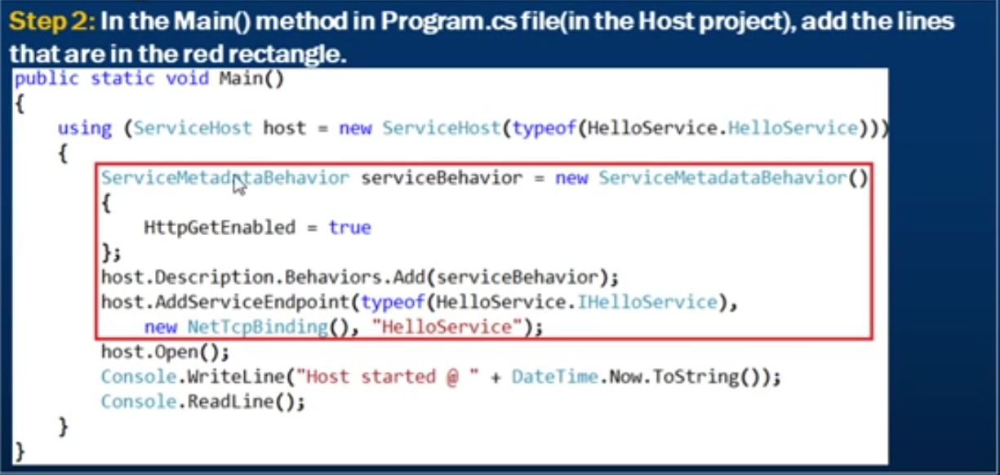 Step 2: In the Main() method in Program.cs file(in the Host project), add the lines
that are in the red rectangle.
public static void Main()
{
    using (ServiceHost host = new ServiceHost(typeof(HelloService.HelloService)))
    {
        ServiceMetadataBehavior serviceBehavior = new ServiceMetadataBehavior()
        {
            HttpGetEnabled = true
        };
        host.Description.Behaviors.Add(serviceBehavior);
        host.AddServiceEndpoint(typeof(HelloService.IHelloService),
            new NetTcpBinding(), "HelloService");
        host.Open();
        Console.WriteLine("Host started @ " + DateTime.Now.ToString());
        Console.ReadLine();
    }
}